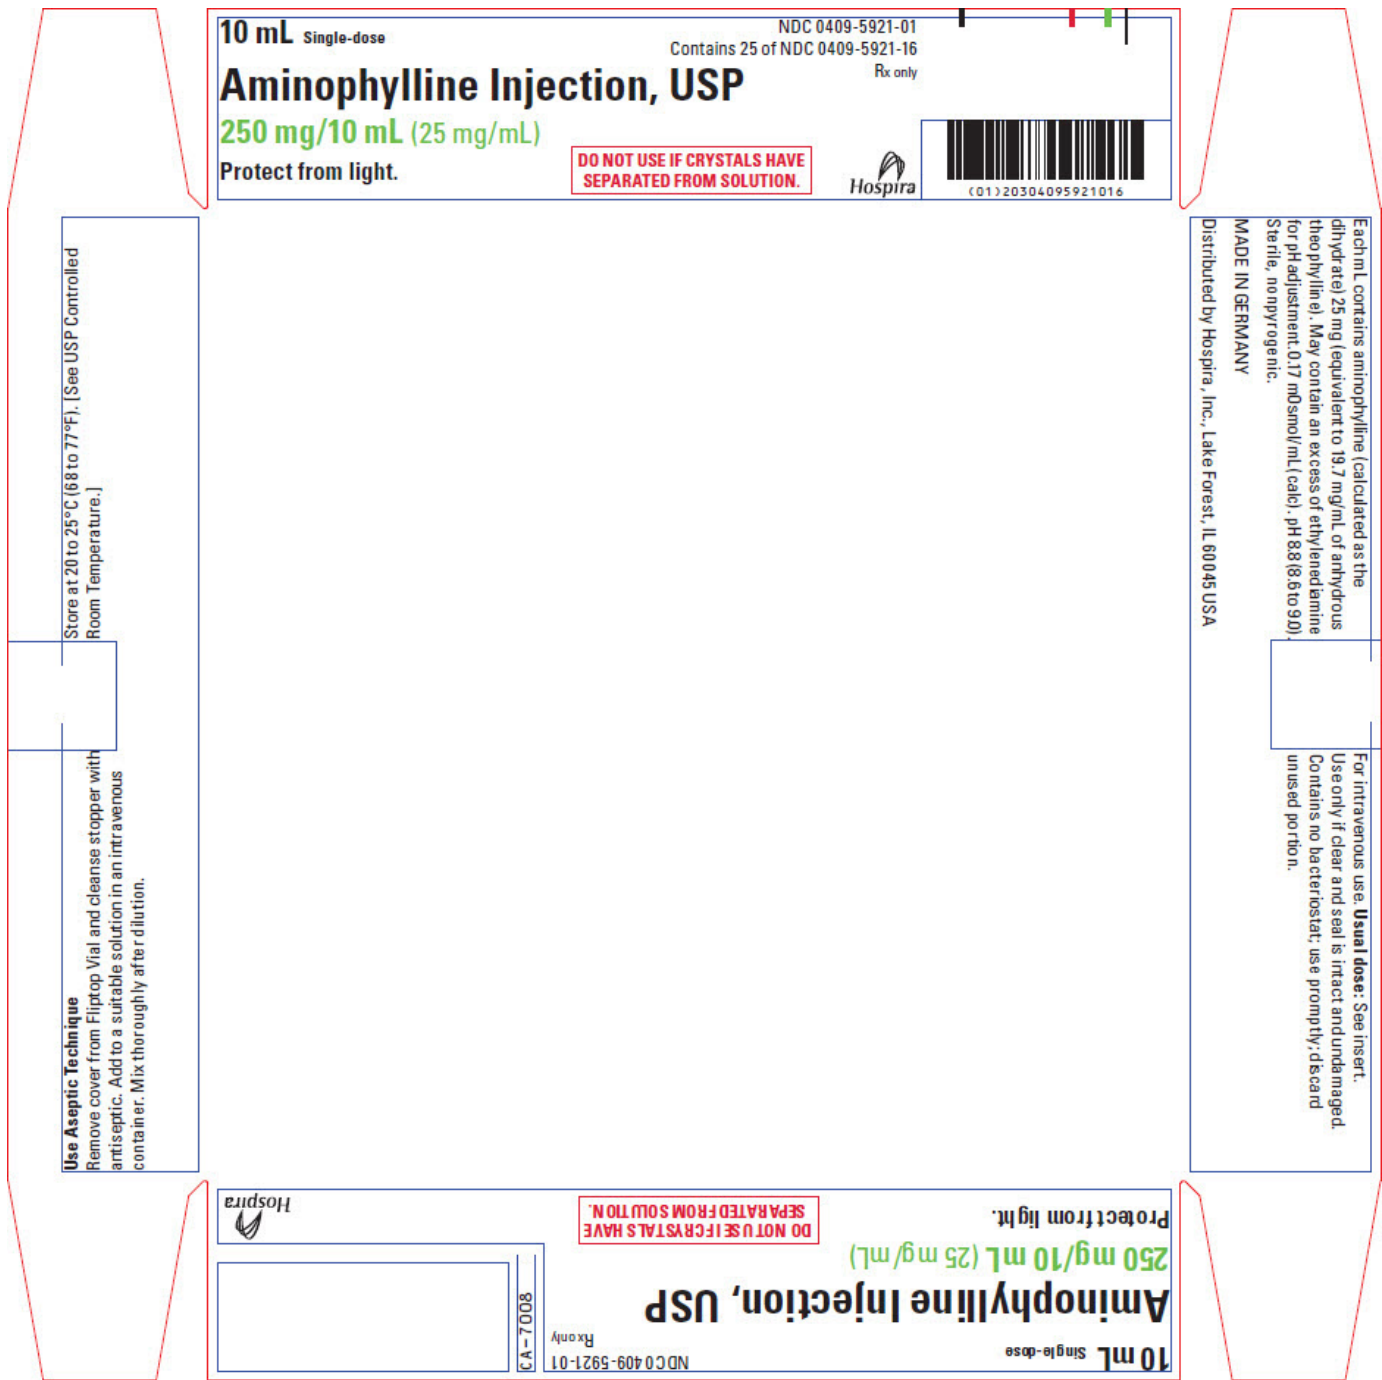 10 mL Single-dose
NDC 0409-5921-01
Contains 25 of NDC 0409-5921-16
Rx only
Aminophylline Injection, USP
250 mg/10 mL (25 mg/mL)
Protect from light.
DO NOT USE IF CRYSTALS HAVE
SEPARATED FROM SOLUTION.
Hospira
(01)20304095921016
Store at 20 to 25°C (68 to 77°F). [See USP Controlled
Room Temperature.]
Use Aseptic Technique
Remove cover from Fliptop Vial and cleanse stopper with
antiseptic. Add to a suitable solution in an intravenous
container. Mix thoroughly after dilution.
Each mL contains aminophylline (calculated as the
dihydrate) 25 mg (equivalent to 19.7 mg/mL of anhydrous
theophylline). May contain an excess of ethylenediamine
for pH adjustment. 0.17 mOsmol/mL (calc). pH 8.8 (8.6 to 9.0).
Sterile, nonpyrogenic.
MADE IN GERMANY
Distributed by Hospira, Inc., Lake Forest, IL 60045 USA
For intravenous use. Usual dose: See insert.
Use only if clear and seal is intact and undamaged.
Contains no bacteriostat; use promptly; discard
unused portion.
10 mL Single-dose
NDC 0409-5921-01
Rx only
Aminophylline Injection, USP
250 mg/10 mL (25 mg/mL)
Protect from light.
DO NOT USE IF CRYSTALS HAVE
SEPARATED FROM SOLUTION.
Hospira
CA-7008